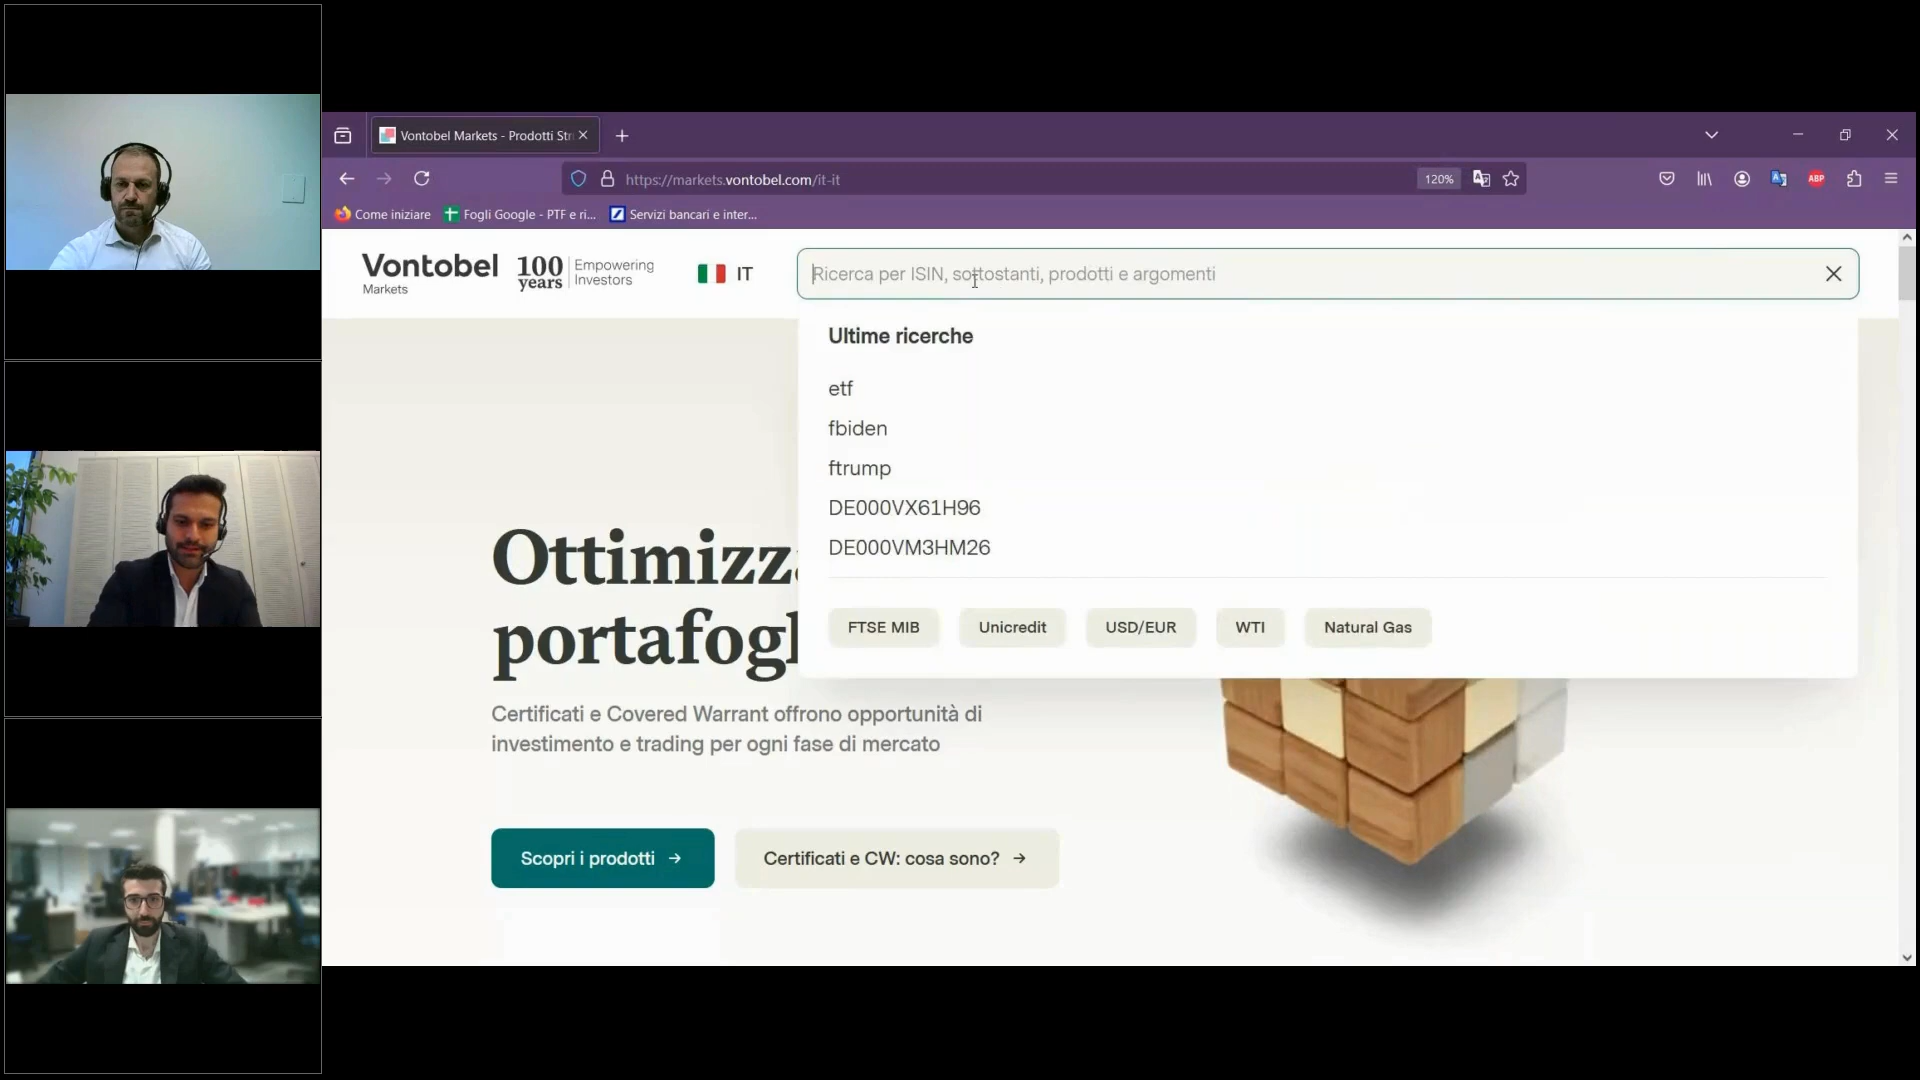 Vontobel Markets - Prodotti Str
https://markets.vontobel.com/it-it
120%
ABP
Come iniziare
Fogli Google - PTF e ri...
Servizi bancari e inter...
Vontobel
Markets
100
years
Empowering
Investors
IT
Ricerca per ISIN, sottostanti, prodotti e argomenti
Ultime ricerche
etf
fbiden
ftrump
DE000VX61H96
DE000VM3HM26
FTSE MIB
Unicredit
USD/EUR
WTI
Natural Gas
Ottimizza
portafogl
Certificati e Covered Warrant offrono opportunità di
investimento e trading per ogni fase di mercato
Scopri i prodotti →
Certificati e CW: cosa sono? →